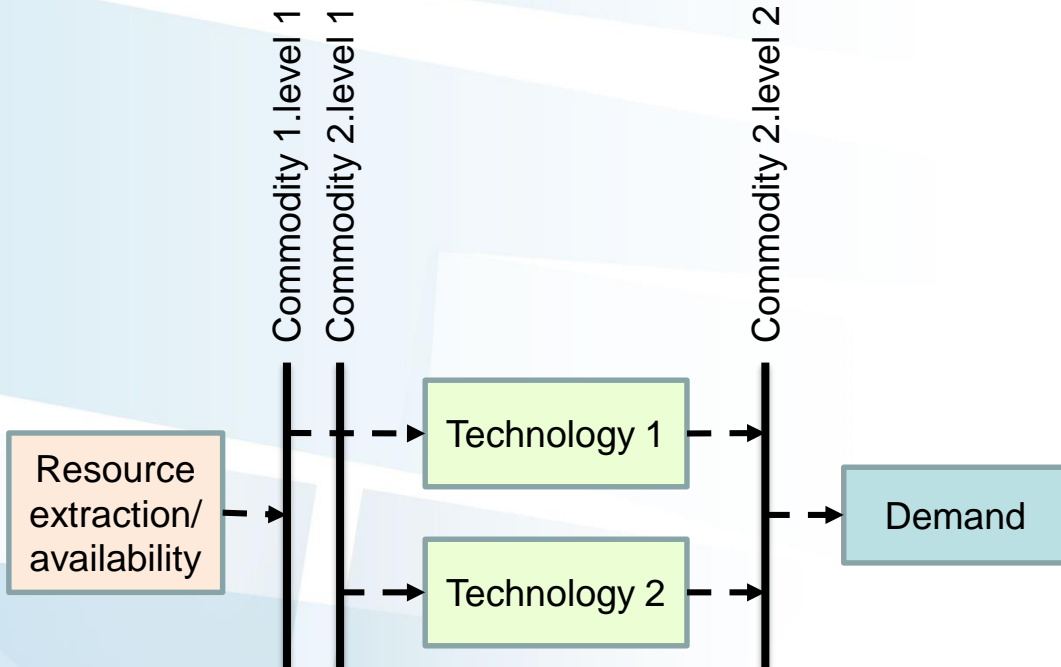 Commodity 1.level 1
Commodity 2.level 1
Commodity 2.level 2
Resource
extraction/
availability
Technology 1
Technology 2
Demand